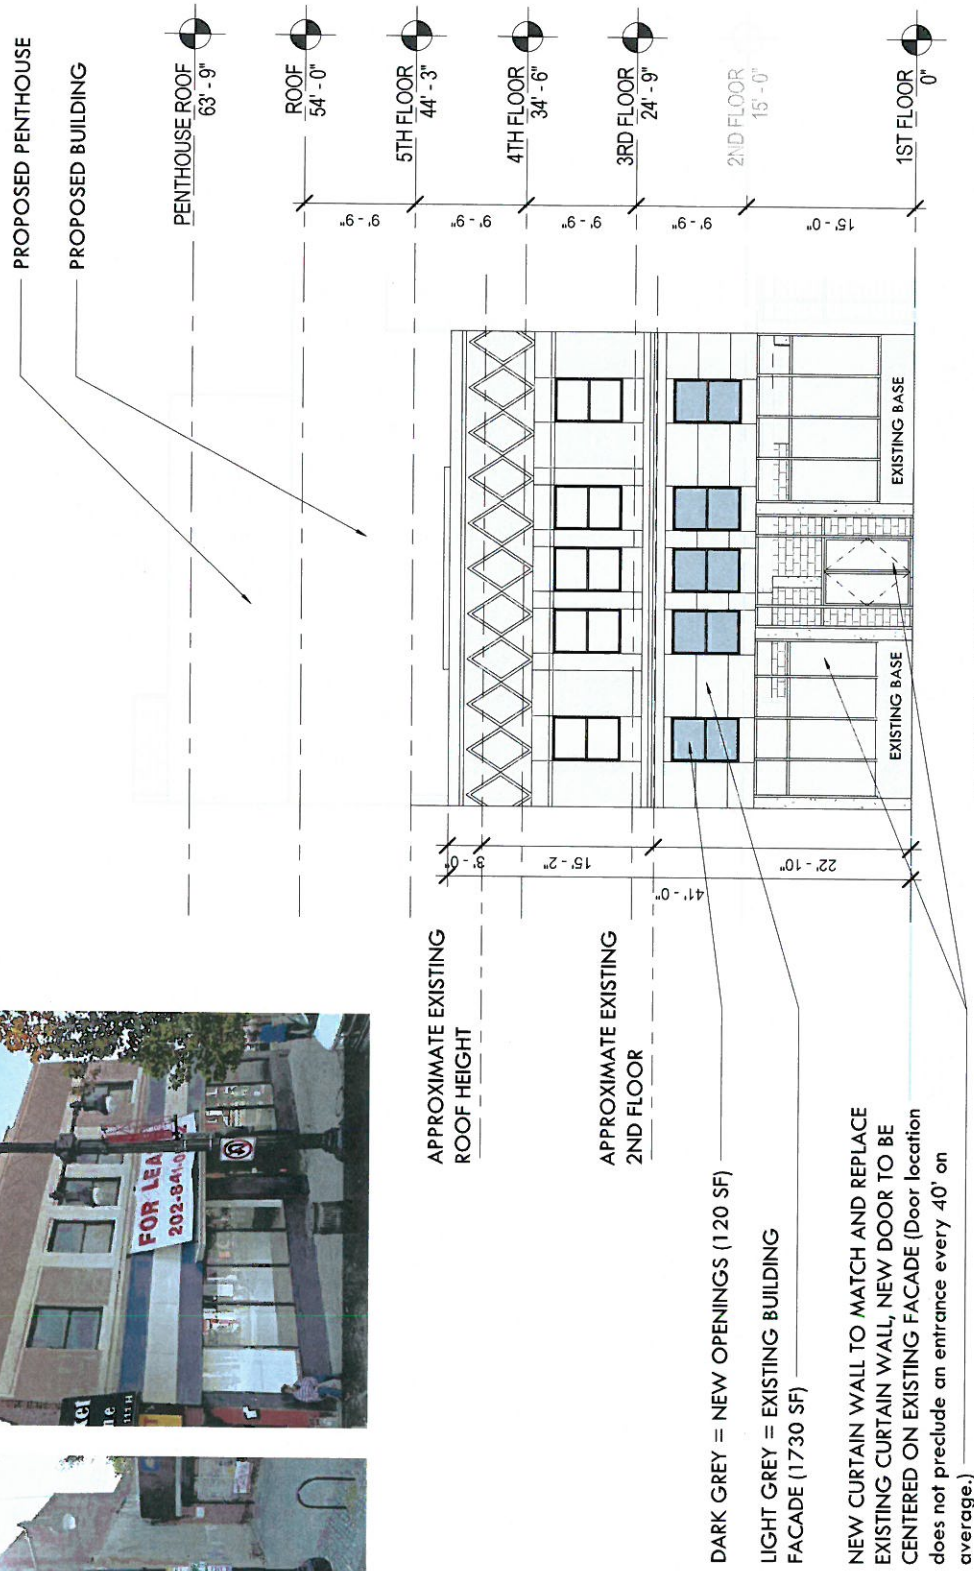 PROPOSED PENTHOUSE
PROPOSED BUILDING
PENTHOUSE ROOF
63' - 9"
ROOF
54' - 0"
5TH FLOOR
44' - 3"
4TH FLOOR
34' - 6"
3RD FLOOR
24' - 9"
2ND FLOOR
15' - 0"
1ST FLOOR
0"
9' - 9"
9' - 9"
9' - 9"
9' - 9"
15' - 0"
EXISTING BASE
EXISTING BASE
3' - 0"
15' - 2"
22' - 10"
41' - 0"
APPROXIMATE EXISTING
ROOF HEIGHT
APPROXIMATE EXISTING
2ND FLOOR
FOR LEA
202-841-0
ket
ne
111 H
DARK GREY = NEW OPENINGS (120 SF)
LIGHT GREY = EXISTING BUILDING
FACADE (1730 SF)
NEW CURTAIN WALL TO MATCH AND REPLACE
EXISTING CURTAIN WALL, NEW DOOR TO BE
CENTERED ON EXISTING FACADE (Door location
does not preclude an entrance every 40' on
average.)